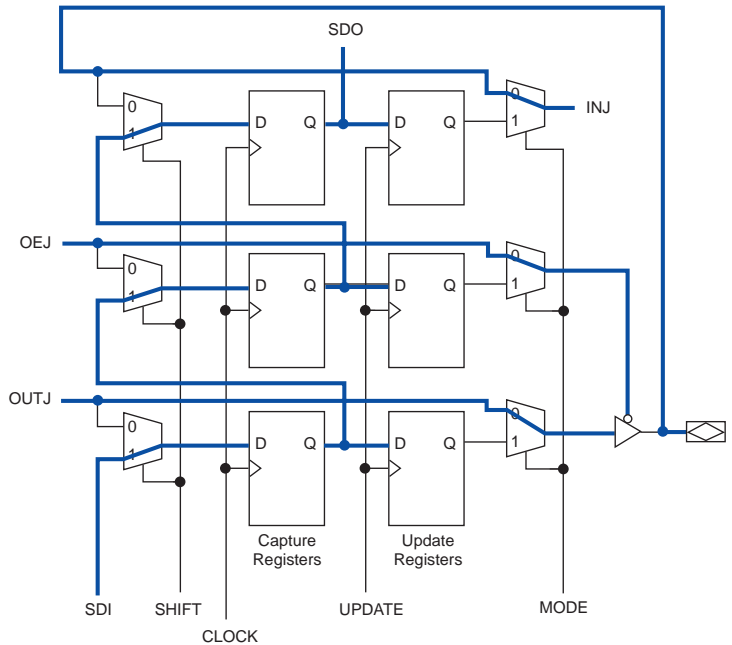 SDO
0
1
D Q
D Q
0
1
INJ
OEJ
0
1
D Q
D Q
0
1
OUTJ
0
1
D Q
D Q
0
1
Capture
Registers
Update
Registers
SDI
SHIFT
CLOCK
UPDATE
MODE